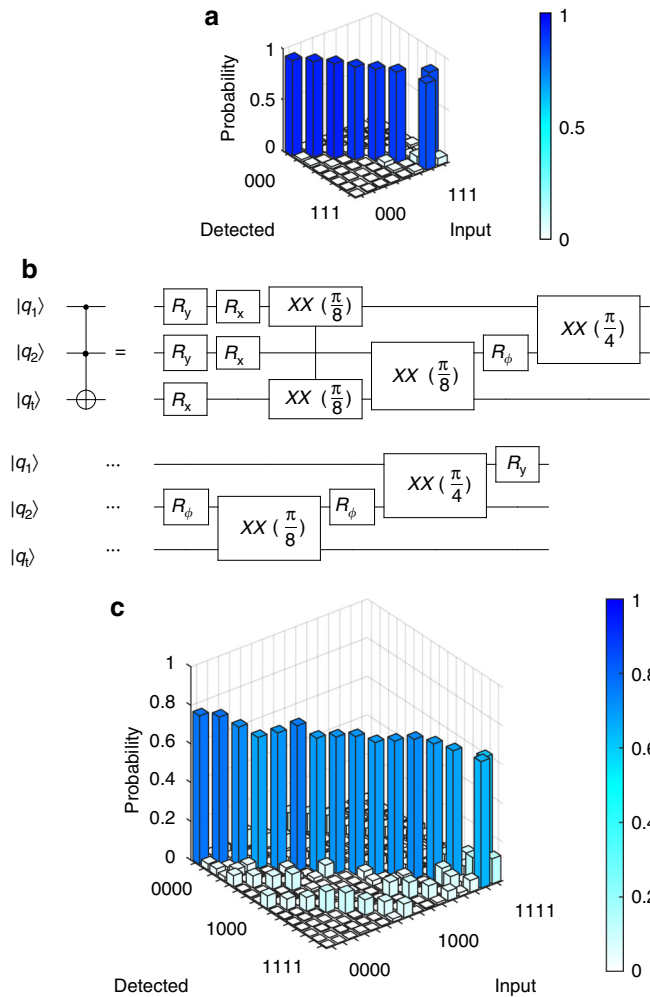 a
1
0.5
0
Probability
000
111
Detected
000
111
Input
1
0.5
0
b
|q₁⟩ Ry Rx XX (π/8) XX (π/4)
|q₂⟩ = Ry Rx XX (π/8) Rϕ
|qt⟩ Rx XX (π/8)
|q₁⟩ ... XX (π/4) Ry
|q₂⟩ ... Rϕ XX (π/8) Rϕ
|qt⟩ ...
c
1
0.8
0.6
0.4
0.2
0
Probability
0000
1000
1111
Detected
0000
1000
1111
Input
1
0.8
0.6
0.4
0.2
0